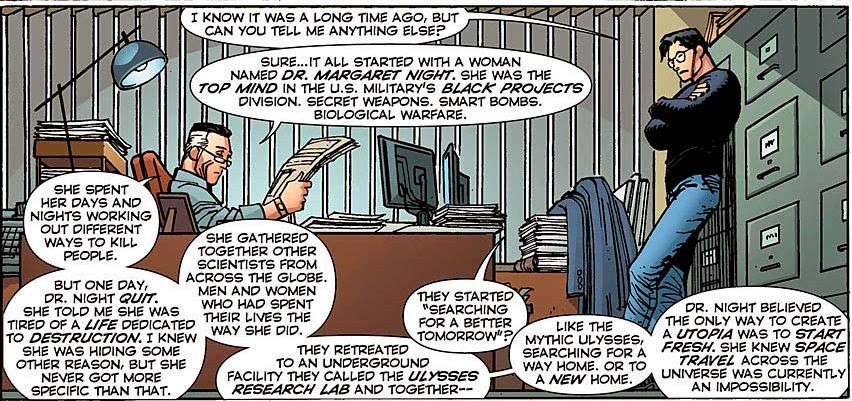 I KNOW IT WAS A LONG TIME AGO, BUT
CAN YOU TELL ME ANYTHING ELSE?
SURE...IT ALL STARTED WITH A WOMAN
NAMED DR. MARGARET NIGHT. SHE WAS THE
TOP MIND IN THE U.S. MILITARY'S BLACK PROJECTS
DIVISION. SECRET WEAPONS. SMART BOMBS.
BIOLOGICAL WARFARE.
SHE SPENT
HER DAYS AND
NIGHTS WORKING
OUT DIFFERENT
WAYS TO KILL
PEOPLE.
BUT ONE DAY,
DR. NIGHT QUIT.
SHE TOLD ME SHE WAS
TIRED OF A LIFE DEDICATED
TO DESTRUCTION. I KNEW
SHE WAS HIDING SOME
OTHER REASON, BUT SHE
NEVER GOT MORE
SPECIFIC THAN THAT.
SHE GATHERED
TOGETHER OTHER
SCIENTISTS FROM
ACROSS THE GLOBE.
MEN AND WOMEN
WHO HAD SPENT
THEIR LIVES THE
WAY SHE DID.
THEY RETREATED
TO AN UNDERGROUND
FACILITY THEY CALLED THE ULYSSES
RESEARCH LAB AND TOGETHER--
THEY STARTED
"SEARCHING
FOR A BETTER
TOMORROW"?
LIKE THE
MYTHIC ULYSSES,
SEARCHING FOR A
WAY HOME. OR TO
A NEW HOME.
DR. NIGHT BELIEVED
THE ONLY WAY TO CREATE
A UTOPIA WAS TO START
FRESH. SHE KNEW SPACE
TRAVEL ACROSS THE
UNIVERSE WAS CURRENTLY
AN IMPOSSIBILITY.